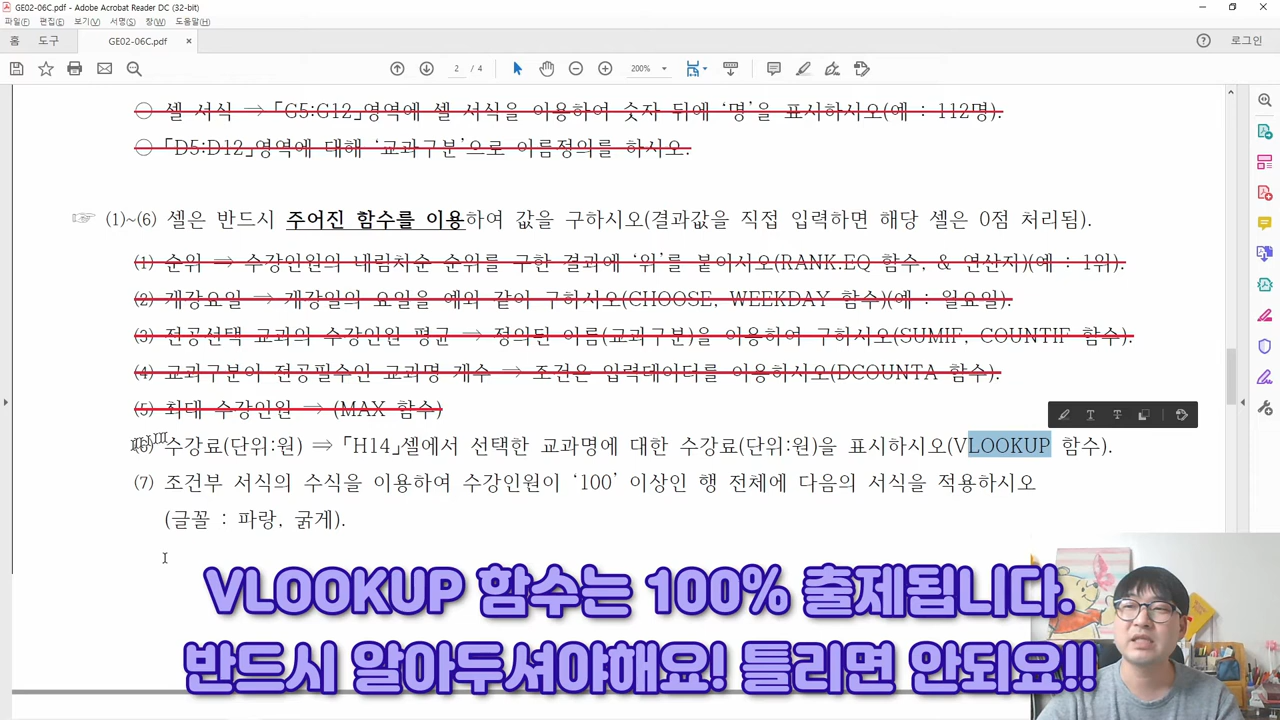 GE02-06C.pdf - Adobe Acrobat Reader DC (32-bit)
파일(F) 편집(E) 보기(V) 서명(S) 창(W) 도움말(H)
홈 도구 GE02-06C.pdf × 로그인
2 / 4 200%
○ 셀 서식 ⇒ 「G5:G12」영역에 셀 서식을 이용하여 숫자 뒤에 ‘명’을 표시하시오(예 : 112명).
○ 「D5:D12」영역에 대해 ‘교과구분’으로 이름정의를 하시오.
☞ (1)~(6) 셀은 반드시 주어진 함수를 이용하여 값을 구하시오(결과값을 직접 입력하면 해당 셀은 0점 처리됨).
(1) 순위 ⇒ 수강인원의 내림차순 순위를 구한 결과에 ‘위’를 붙이시오(RANK.EQ 함수, & 연산자)(예 : 1위).
(2) 개강요일 ⇒ 개강일의 요일을 예와 같이 구하시오(CHOOSE, WEEKDAY 함수)(예 : 일요일).
(3) 전공선택 교과의 수강인원 평균 ⇒ 정의된 이름(교과구분)을 이용하여 구하시오(SUMIF, COUNTIF 함수).
(4) 교과구분이 전공필수인 교과명 개수 ⇒ 조건은 입력데이터를 이용하시오(DCOUNTA 함수).
(5) 최대 수강인원 ⇒ (MAX 함수)
(6) 수강료(단위:원) ⇒ 「H14」셀에서 선택한 교과명에 대한 수강료(단위:원)을 표시하시오(VLOOKUP 함수).
(7) 조건부 서식의 수식을 이용하여 수강인원이 ‘100’ 이상인 행 전체에 다음의 서식을 적용하시오
(글꼴 : 파랑, 굵게).
VLOOKUP 함수는 100% 출제됩니다.
반드시 알아두셔야해요! 틀리면 안되요!!